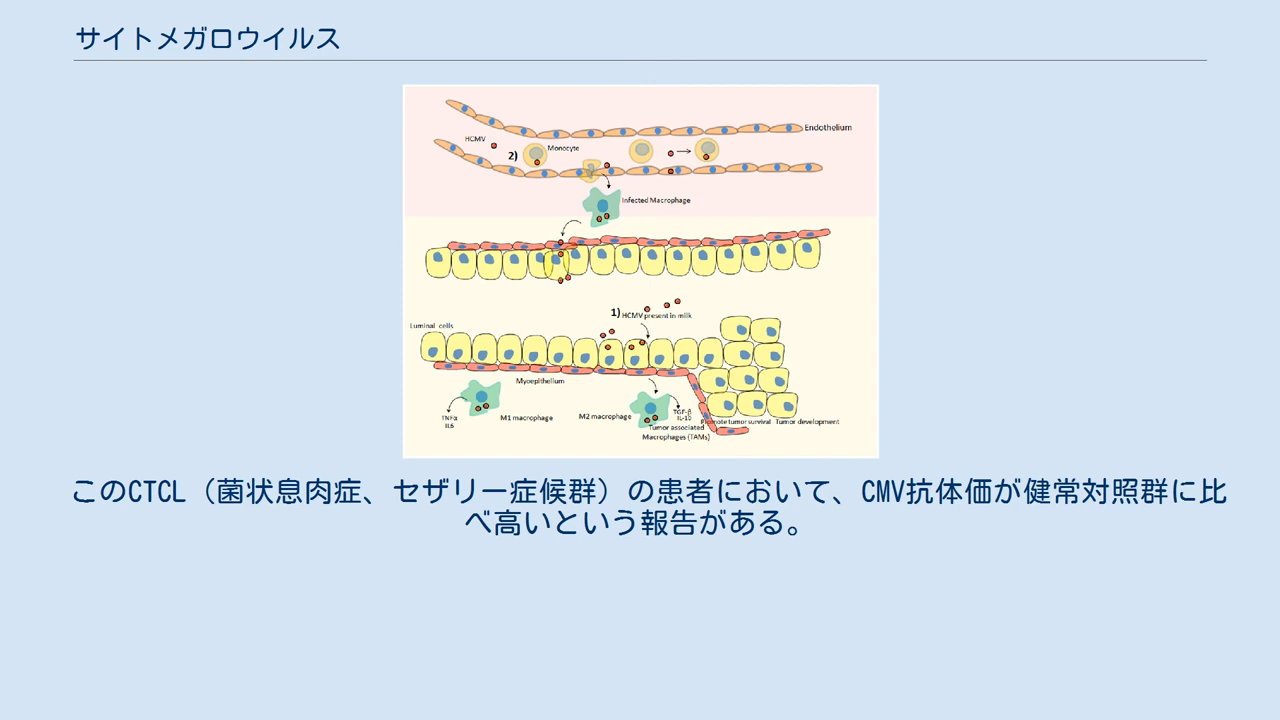 サイトメガロウイルス
Endothelium
HCMV
2)
Monocyte
Infected Macrophage
1) HCMV present in milk
Luminal cells
Myoepithelium
TNFα
IL6
M1 macrophage
M2 macrophage
TGF-β
IL-10
Tumor associated
Macrophages (TAMs)
Promote tumor survival
Tumor development
このCTCL（菌状息肉症、セザリー症候群）の患者において、CMV抗体価が健常対照群に比
べ高いという報告がある。